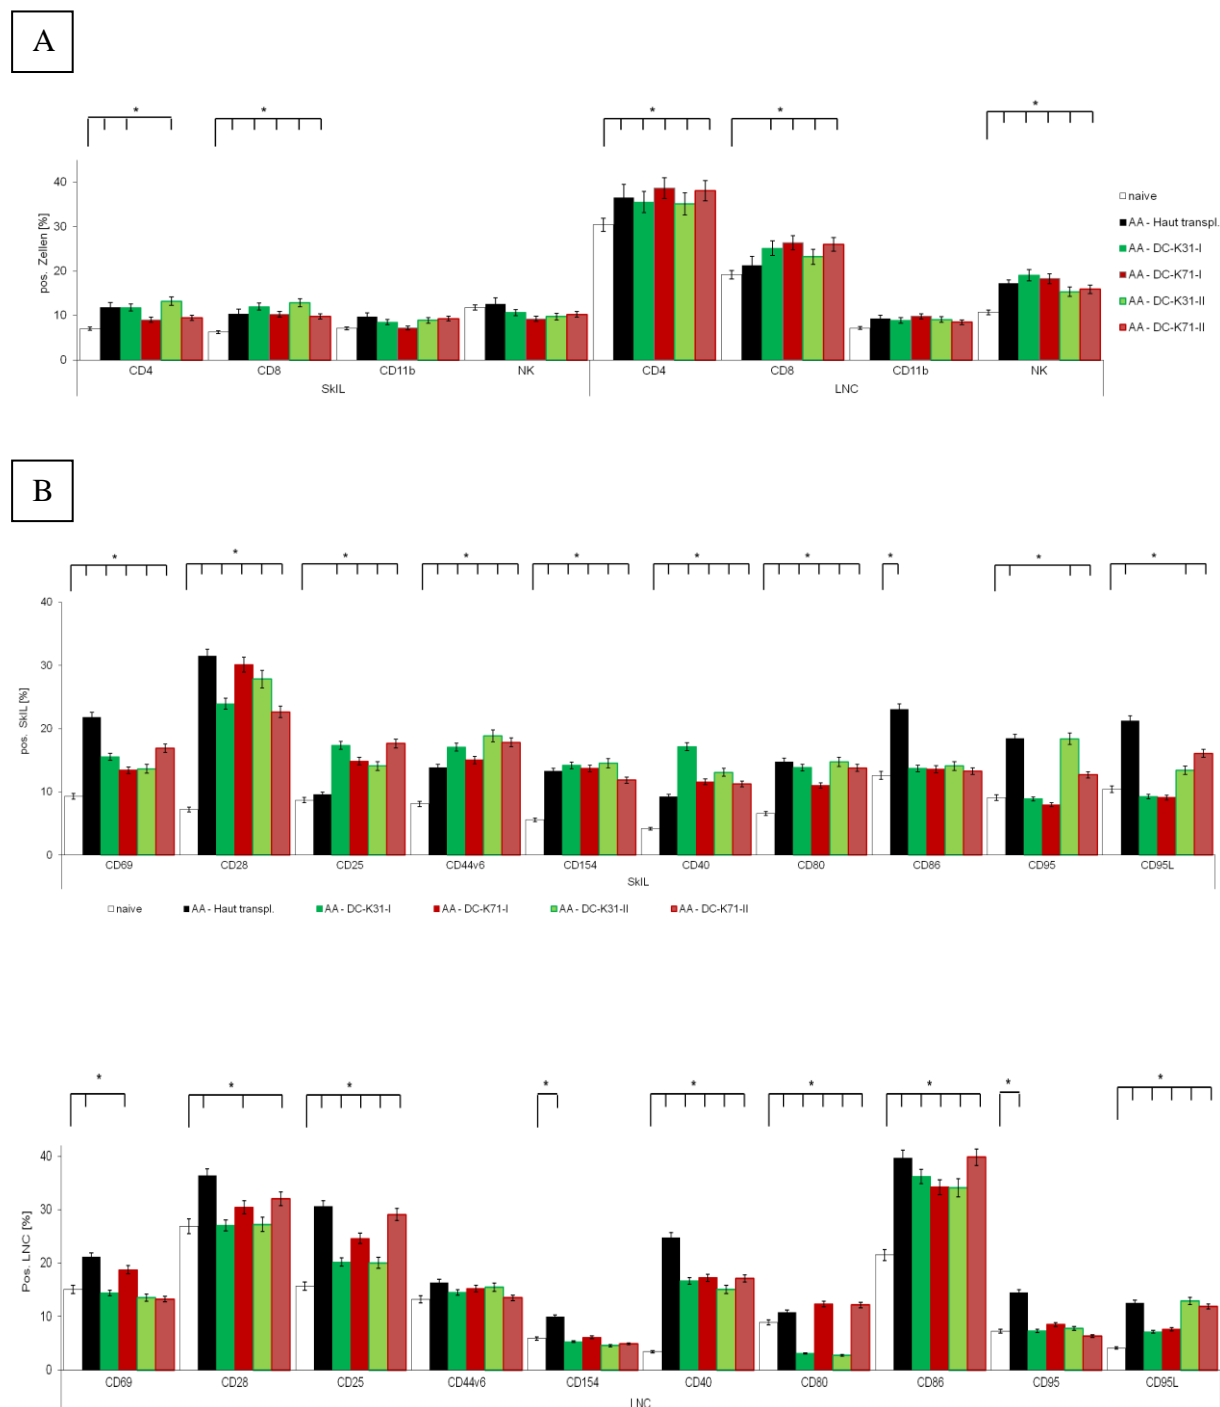 A
* * * * *
pos. Zellen [%]
40
30
20
10
0
CD4 CD8 CD11b NK CD4 CD8 CD11b NK
SkIL LNC
naive
AA - Haut transpl.
AA - DC-K31-I
AA - DC-K71-I
AA - DC-K31-II
AA - DC-K71-II
B
* * * * * * * * * *
pos. SkIL [%]
40
30
20
10
0
CD69 CD28 CD25 CD44v6 CD154 CD40 CD80 CD86 CD95 CD95L
SkIL
naive AA - Haut transpl. AA - DC-K31-I AA - DC-K71-I AA - DC-K31-II AA - DC-K71-II
* * * * * * * * *
Pos. LNC [%]
40
30
20
10
0
CD69 CD28 CD25 CD44v6 CD154 CD40 CD80 CD86 CD95 CD95L
LNC